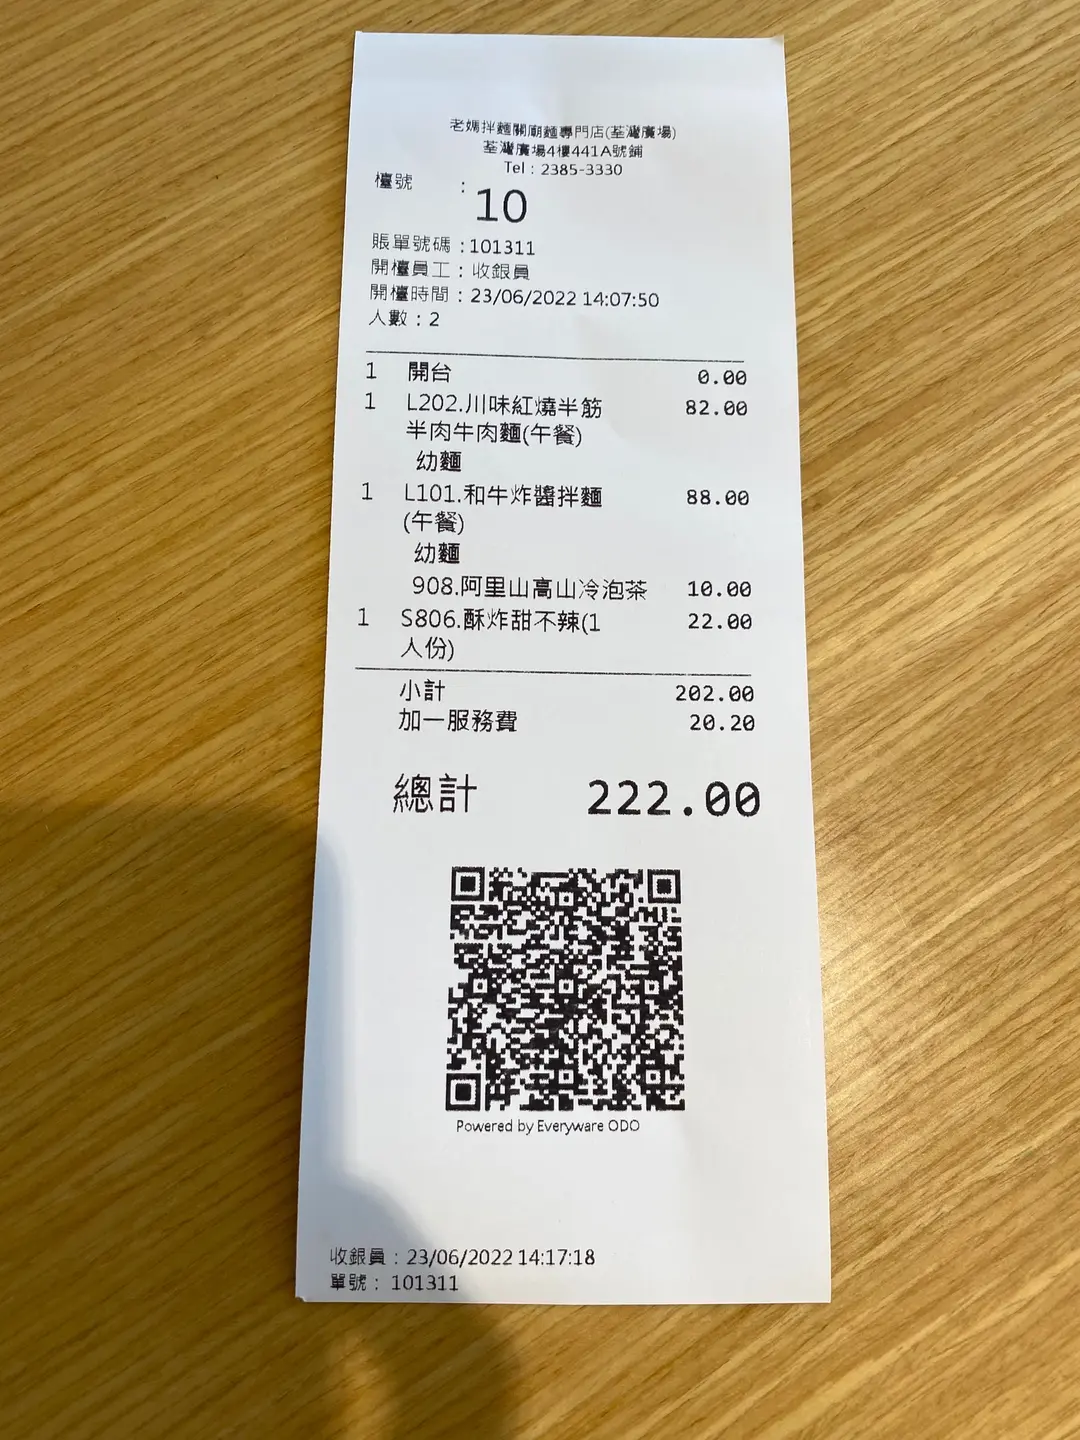 老媽拌麵關廟麵專門店(荃灣廣場)
荃灣廣場4樓441A號鋪
Tel : 2385-3330
檯號 : 10
賬單號碼 : 101311
開檯員工 : 收銀員
開檯時間 : 23/06/2022 14:07:50
人數 : 2
1 開台 0.00
1 L202.川味紅燒半筋 82.00
半肉牛肉麵(午餐)
幼麵
1 L101.和牛炸醬拌麵 88.00
(午餐)
幼麵
908.阿里山高山冷泡茶 10.00
1 S806.酥炸甜不辣(1 22.00
人份)
小計 202.00
加一服務費 20.20
總計 222.00
Powered by Everyware ODO
收銀員 : 23/06/2022 14:17:18
單號 : 101311